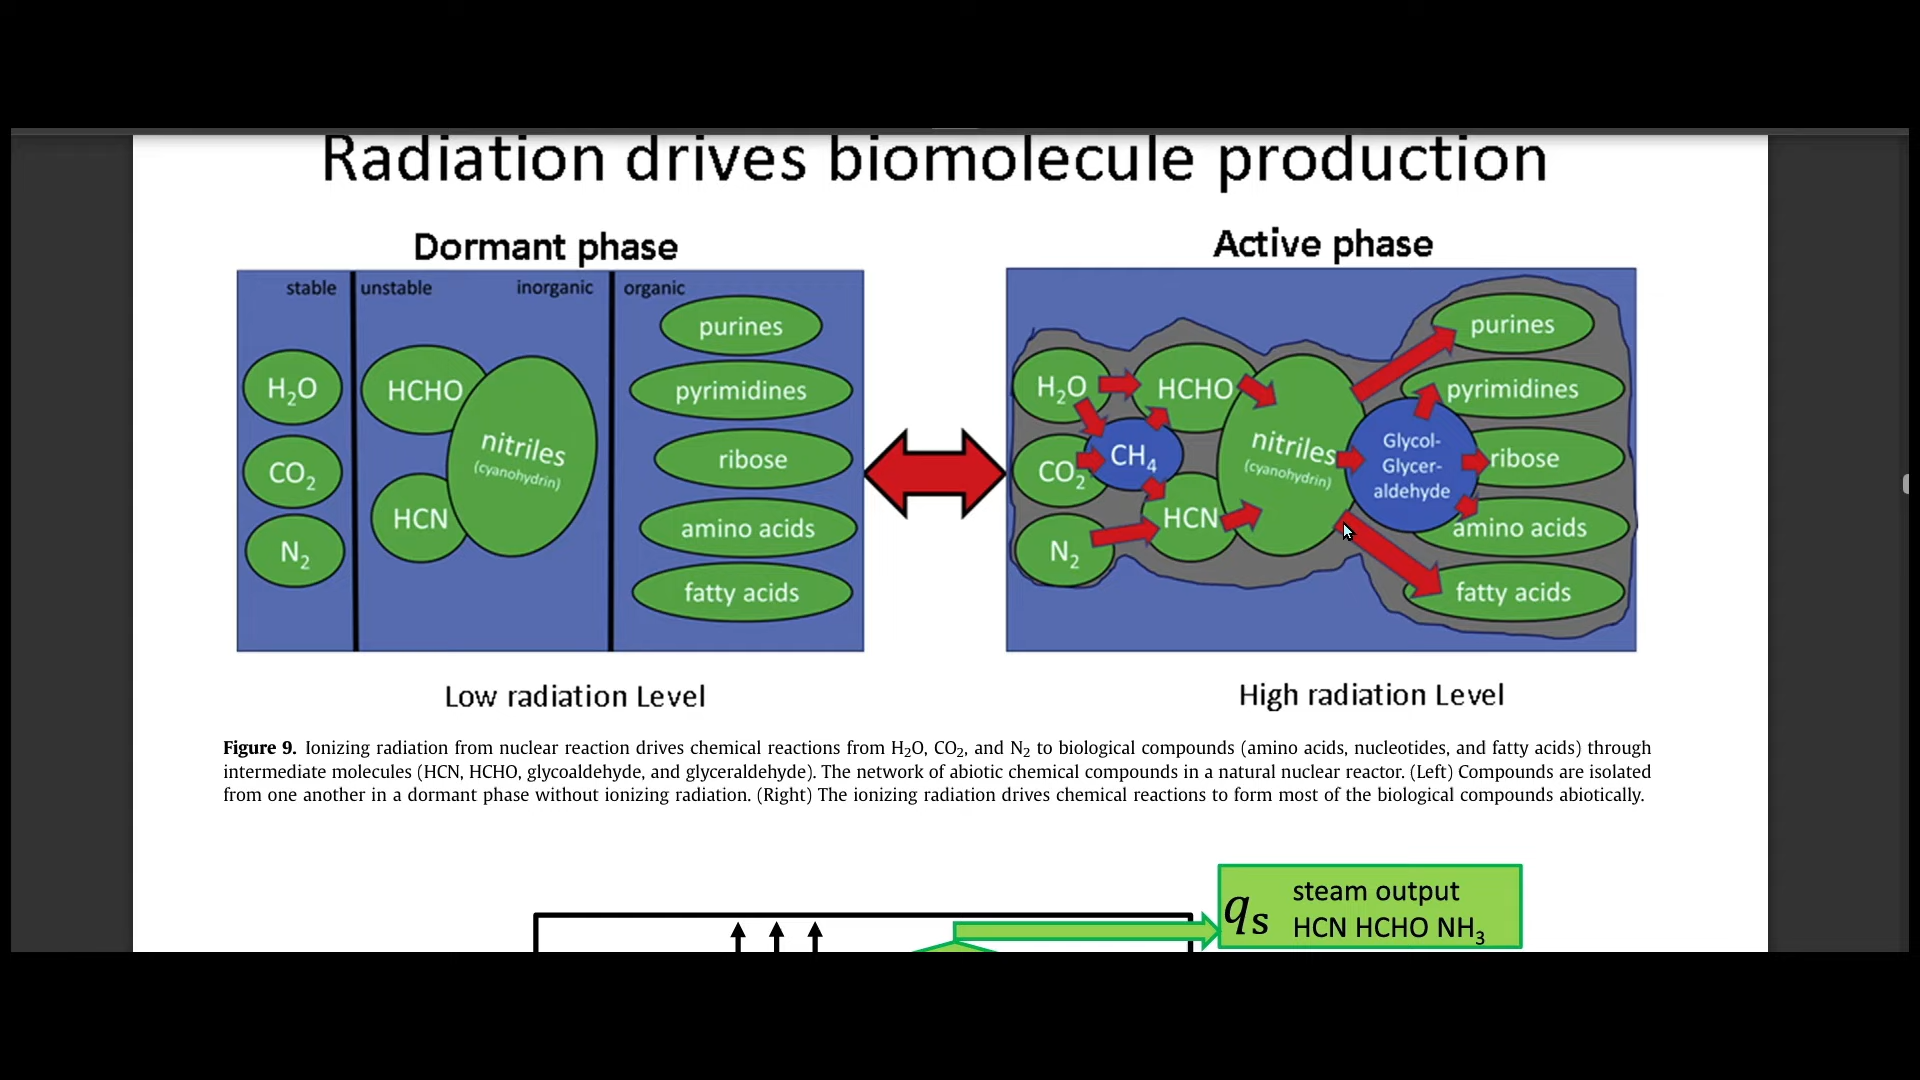 Radiation drives biomolecule production
Dormant phase
stable
unstable
inorganic
organic
H₂O
CO₂
N₂
HCHO
HCN
nitriles
(cyanohydrin)
purines
pyrimidines
ribose
amino acids
fatty acids
Low radiation Level
Active phase
H₂O
CO₂
N₂
CH₄
HCHO
HCN
nitriles
(cyanohydrin)
Glycol-
Glycer-
aldehyde
purines
pyrimidines
ribose
amino acids
fatty acids
High radiation Level
Figure 9. Ionizing radiation from nuclear reaction drives chemical reactions from H₂O, CO₂, and N₂ to biological compounds (amino acids, nucleotides, and fatty acids) through
intermediate molecules (HCN, HCHO, glycoaldehyde, and glyceraldehyde). The network of abiotic chemical compounds in a natural nuclear reactor. (Left) Compounds are isolated
from one another in a dormant phase without ionizing radiation. (Right) The ionizing radiation drives chemical reactions to form most of the biological compounds abiotically.
qₛ
steam output
HCN HCHO NH₃